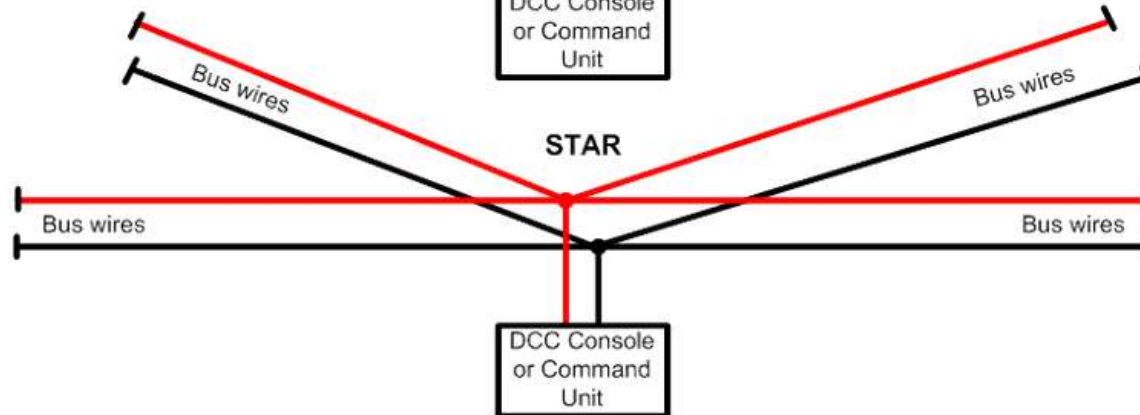 DCC Console
or Command
Unit
Bus wires
Bus wires
STAR
Bus wires
Bus wires
DCC Console
or Command
Unit